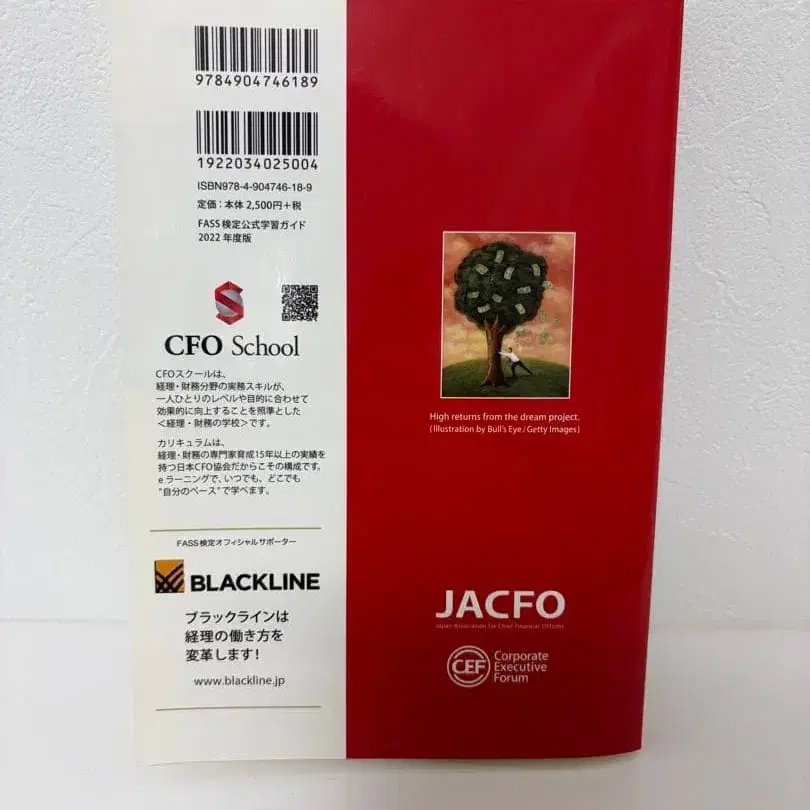 9784904746189
1922034025004
ISBN978-4-904746-18-9
定価：本体 2,500円＋税
FASS検定公式学習ガイド
2022 年度版
CFO School
CFOスクールは、
経理・財務分野の実務スキルが、
一人ひとりのレベルや目的に合わせて
効果的に向上することを照準とした
＜経理・財務の学校＞です。
カリキュラムは、
経理・財務の専門家育成15年以上の実績を
持つ日本CFO協会だからこその構成です。
e ラーニングで、いつでも、どこでも
“自分のペース”で学べます。
FASS検定オフィシャルサポーター
BLACKLINE
ブラックラインは
経理の働き方を
変革します！
www.blackline.jp
High returns from the dream project.
(Illustration by Bull's Eye/Getty Images)
JACFO
Japan Association for Chief Financial Officers
CEF
Corporate
Executive
Forum